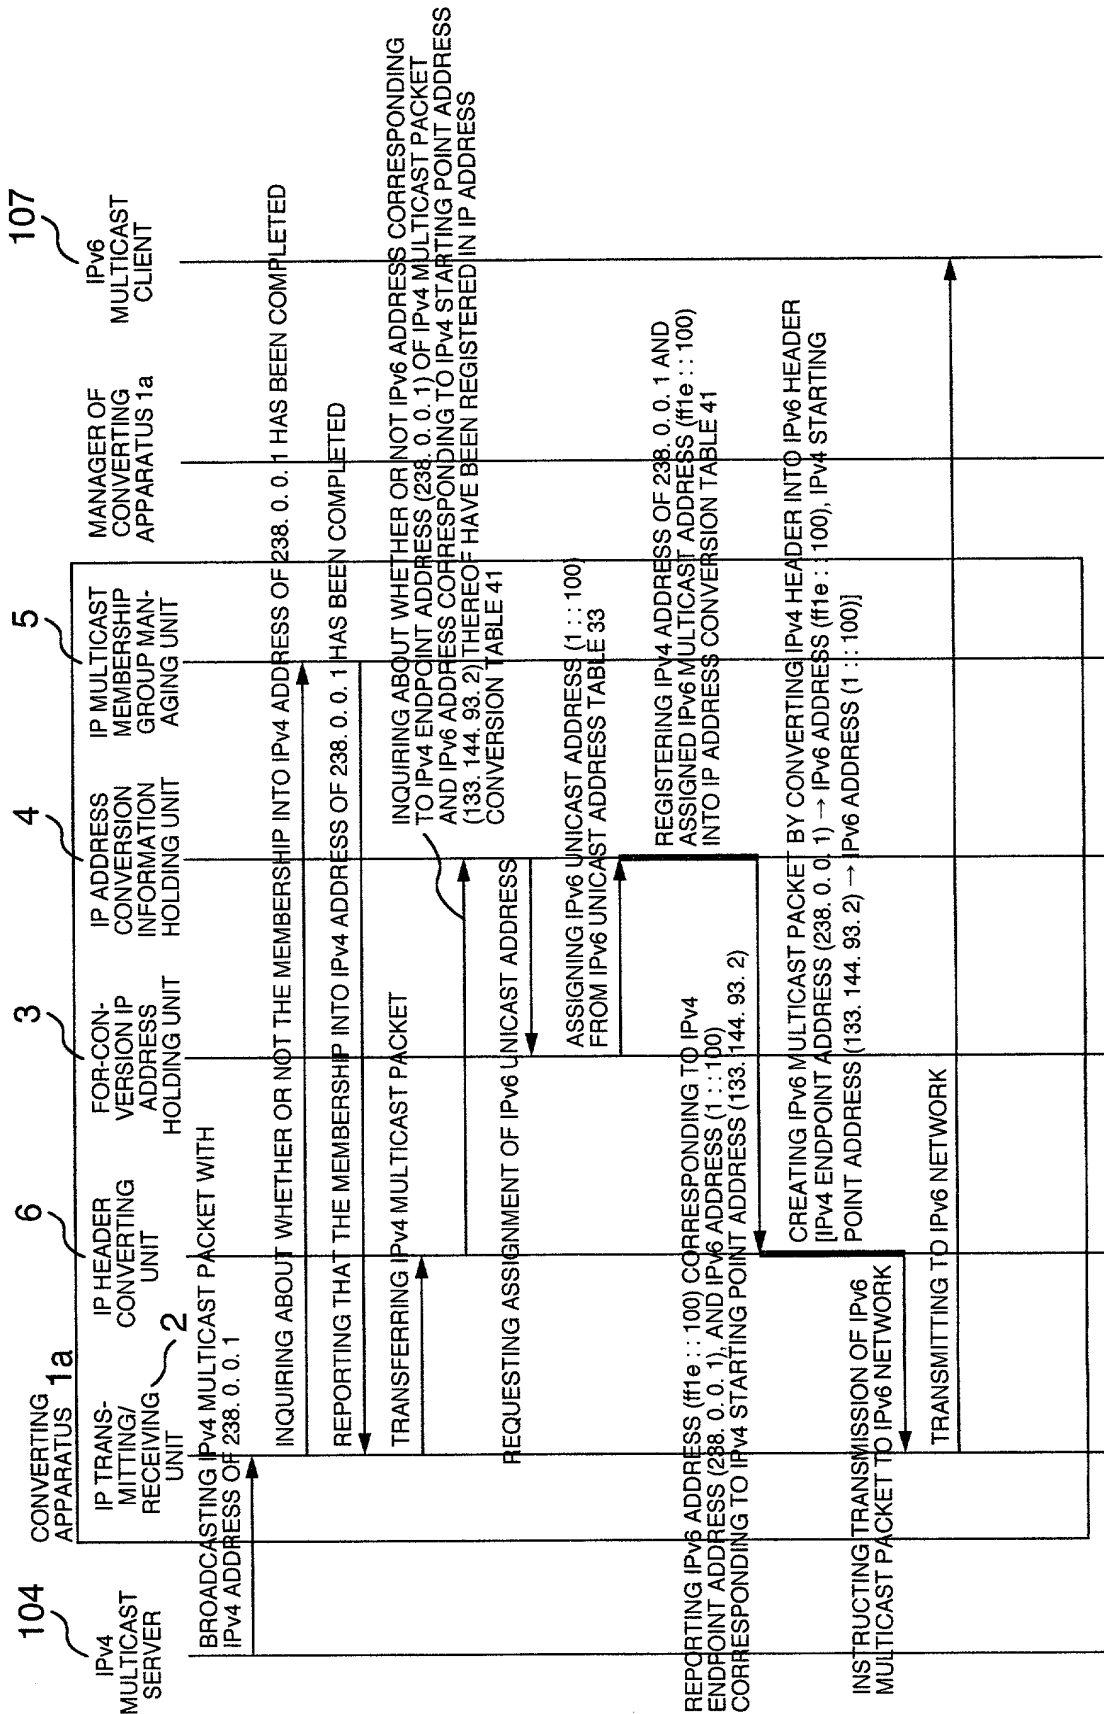 104
IPv4
MULTICAST
SERVER
CONVERTING
APPARATUS 1a
IP TRANS-
MITTING/
RECEIVING
UNIT
2
6
IP HEADER
CONVERTING
UNIT
3
FOR-CON-
VERSION IP
ADDRESS
HOLDING UNIT
4
IP ADDRESS
CONVERSION
INFORMATION
HOLDING UNIT
5
IP MULTICAST
MEMBERSHIP
GROUP MAN-
AGING UNIT
MANAGER OF
CONVERTING
APPARATUS 1a
107
IPv6
MULTICAST
CLIENT
BROADCASTING IPv4 MULTICAST PACKET WITH
IPv4 ADDRESS OF 238. 0. 0. 1
INQUIRING ABOUT WHETHER OR NOT THE MEMBERSHIP INTO IPv4 ADDRESS OF 238. 0. 0. 1 HAS BEEN COMPLETED
REPORTING THAT THE MEMBERSHIP INTO IPv4 ADDRESS OF 238. 0. 0. 1 HAS BEEN COMPLETED
TRANSFERRING IPv4 MULTICAST PACKET
INQUIRING ABOUT WHETHER OR NOT IPv6 ADDRESS CORRESPONDING
TO IPv4 ENDPOINT ADDRESS (238. 0. 0. 1) OF IPv4 MULTICAST PACKET
AND IPv6 ADDRESS CORRESPONDING TO IPv4 STARTING POINT ADDRESS
(133. 144. 93. 2) THEREOF HAVE BEEN REGISTERED IN IP ADDRESS
CONVERSION TABLE 41
REQUESTING ASSIGNMENT OF IPv6 UNICAST ADDRESS
ASSIGNING IPv6 UNICAST ADDRESS (1 : : 100)
FROM IPv6 UNICAST ADDRESS TABLE 33
REGISTERING IPv4 ADDRESS OF 238. 0. 0. 1 AND
ASSIGNED IPv6 MULTICAST ADDRESS (ff1e : : 100)
INTO IP ADDRESS CONVERSION TABLE 41
REPORTING IPv6 ADDRESS (ff1e : : 100) CORRESPONDING TO IPv4
ENDPOINT ADDRESS (238. 0. 0. 1), AND IPv6 ADDRESS (1 : : 100)
CORRESPONDING TO IPv4 STARTING POINT ADDRESS (133. 144. 93. 2)
CREATING IPv6 MULTICAST PACKET BY CONVERTING IPv4 HEADER INTO IPv6 HEADER
[IPv4 ENDPOINT ADDRESS (238. 0. 0. 1) → IPv6 ADDRESS (ff1e : : 100), IPv4 STARTING
POINT ADDRESS (133. 144. 93. 2) → IPv6 ADDRESS (1 : : 100)]
INSTRUCTING TRANSMISSION OF IPv6
MULTICAST PACKET TO IPv6 NETWORK
TRANSMITTING TO IPv6 NETWORK